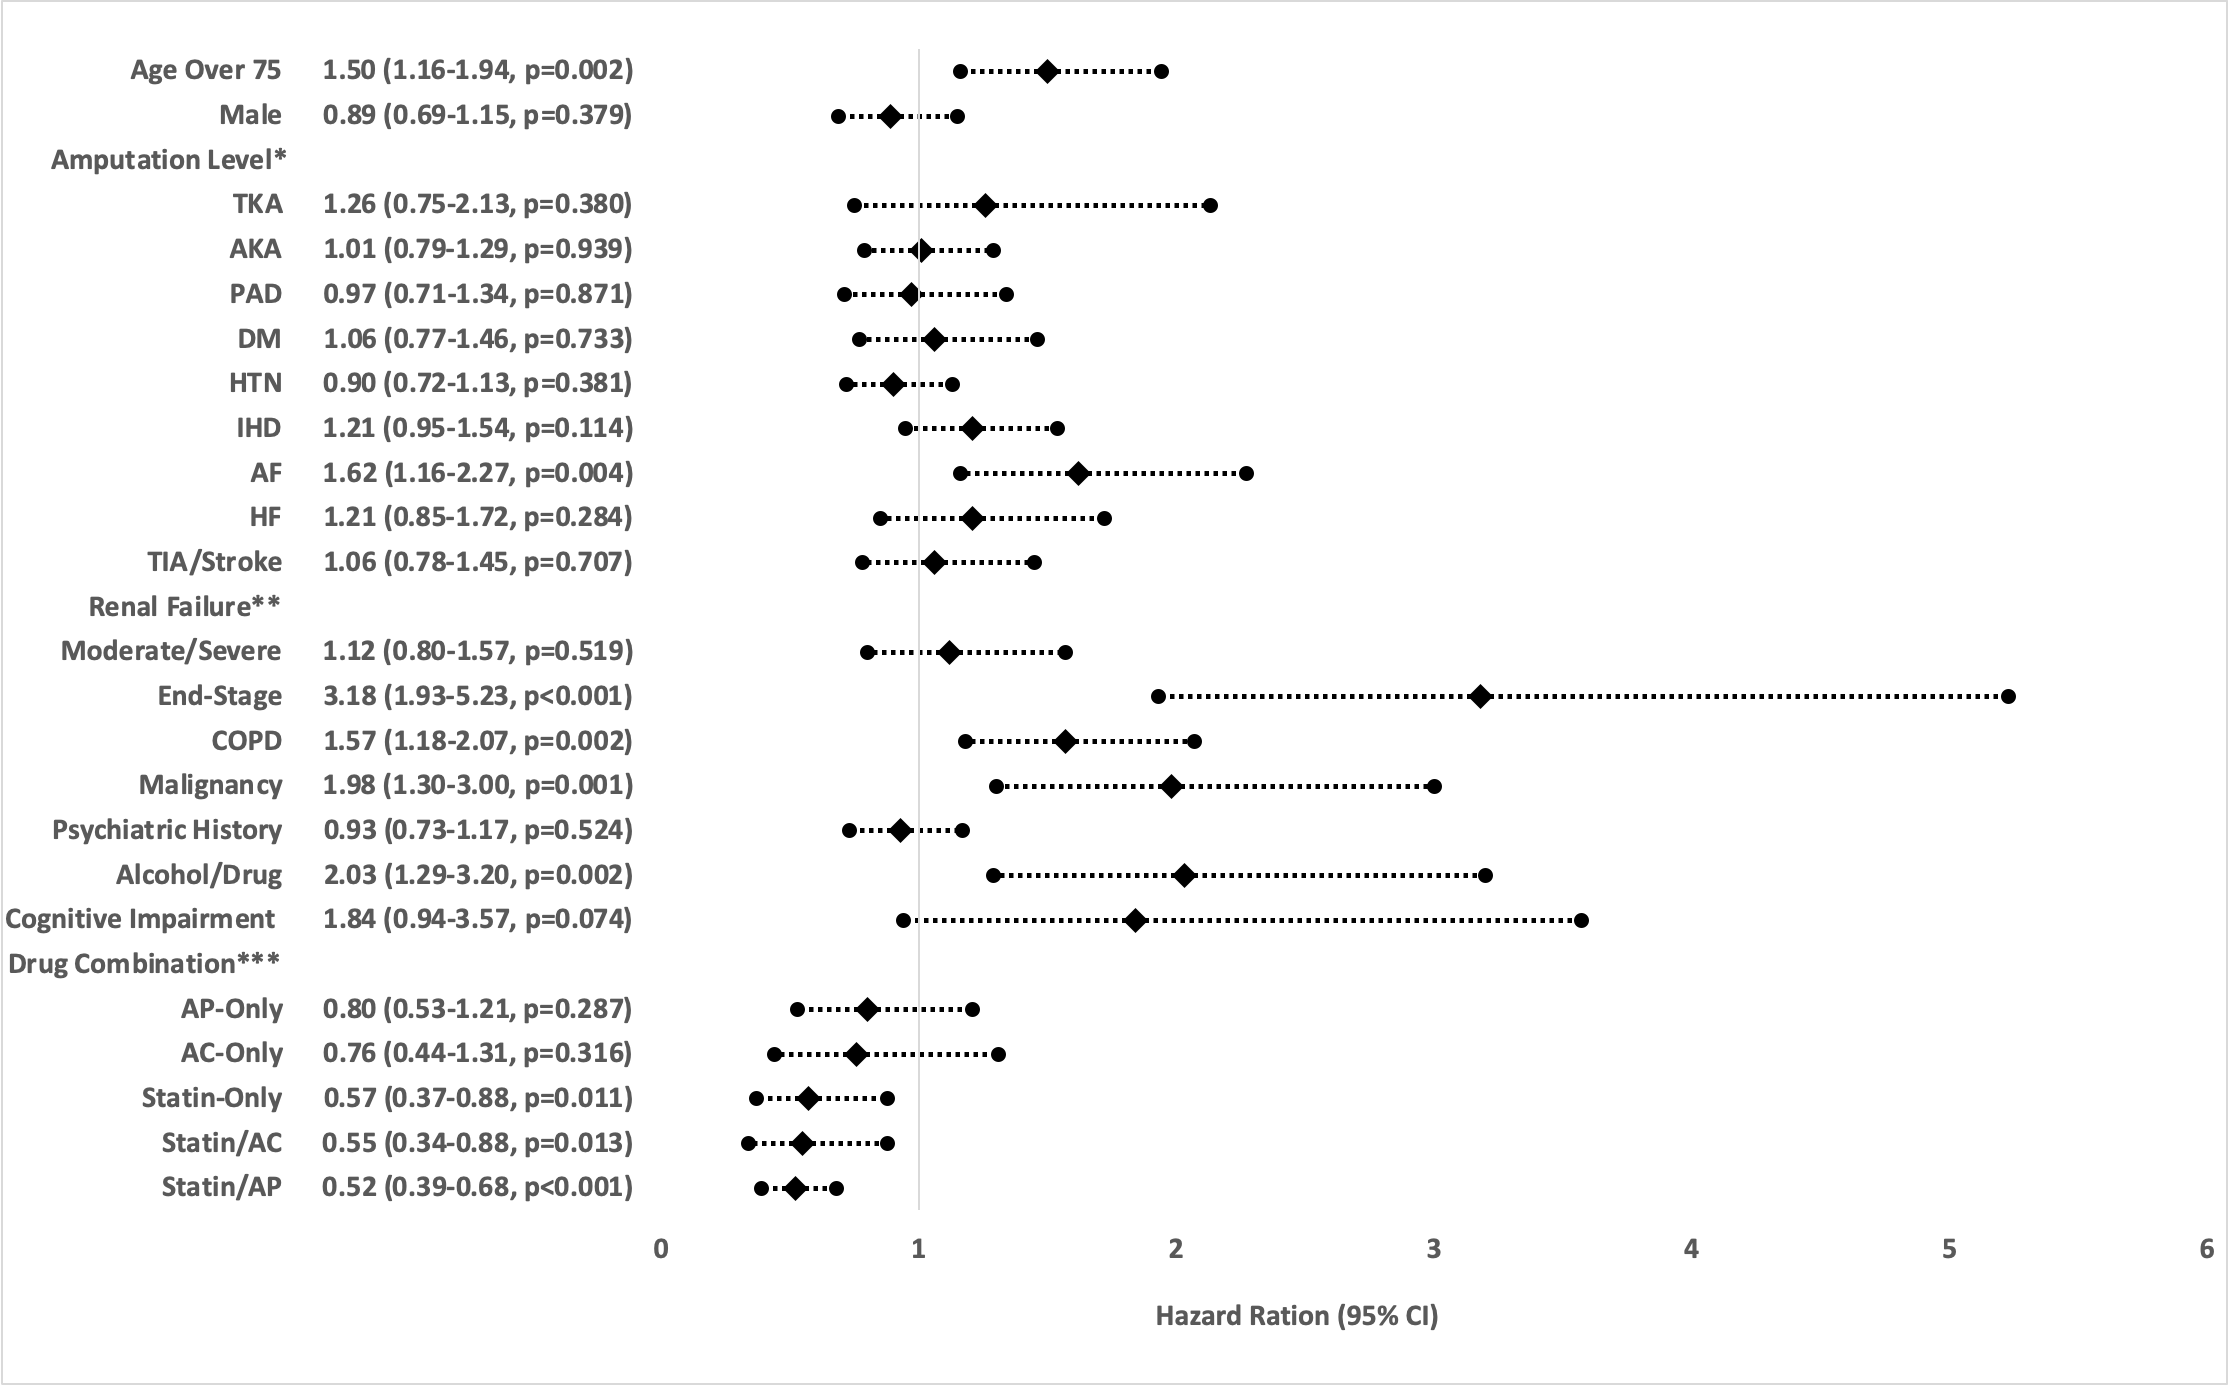 Age Over 75 1.50 (1.16-1.94, p=0.002)
Male 0.89 (0.69-1.15, p=0.379)
Amputation Level*
TKA 1.26 (0.75-2.13, p=0.380)
AKA 1.01 (0.79-1.29, p=0.939)
PAD 0.97 (0.71-1.34, p=0.871)
DM 1.06 (0.77-1.46, p=0.733)
HTN 0.90 (0.72-1.13, p=0.381)
IHD 1.21 (0.95-1.54, p=0.114)
AF 1.62 (1.16-2.27, p=0.004)
HF 1.21 (0.85-1.72, p=0.284)
TIA/Stroke 1.06 (0.78-1.45, p=0.707)
Renal Failure**
Moderate/Severe 1.12 (0.80-1.57, p=0.519)
End-Stage 3.18 (1.93-5.23, p<0.001)
COPD 1.57 (1.18-2.07, p=0.002)
Malignancy 1.98 (1.30-3.00, p=0.001)
Psychiatric History 0.93 (0.73-1.17, p=0.524)
Alcohol/Drug 2.03 (1.29-3.20, p=0.002)
Cognitive Impairment 1.84 (0.94-3.57, p=0.074)
Drug Combination***
AP-Only 0.80 (0.53-1.21, p=0.287)
AC-Only 0.76 (0.44-1.31, p=0.316)
Statin-Only 0.57 (0.37-0.88, p=0.011)
Statin/AC 0.55 (0.34-0.88, p=0.013)
Statin/AP 0.52 (0.39-0.68, p<0.001)
0 1 2 3 4 5 6
Hazard Ration (95% CI)